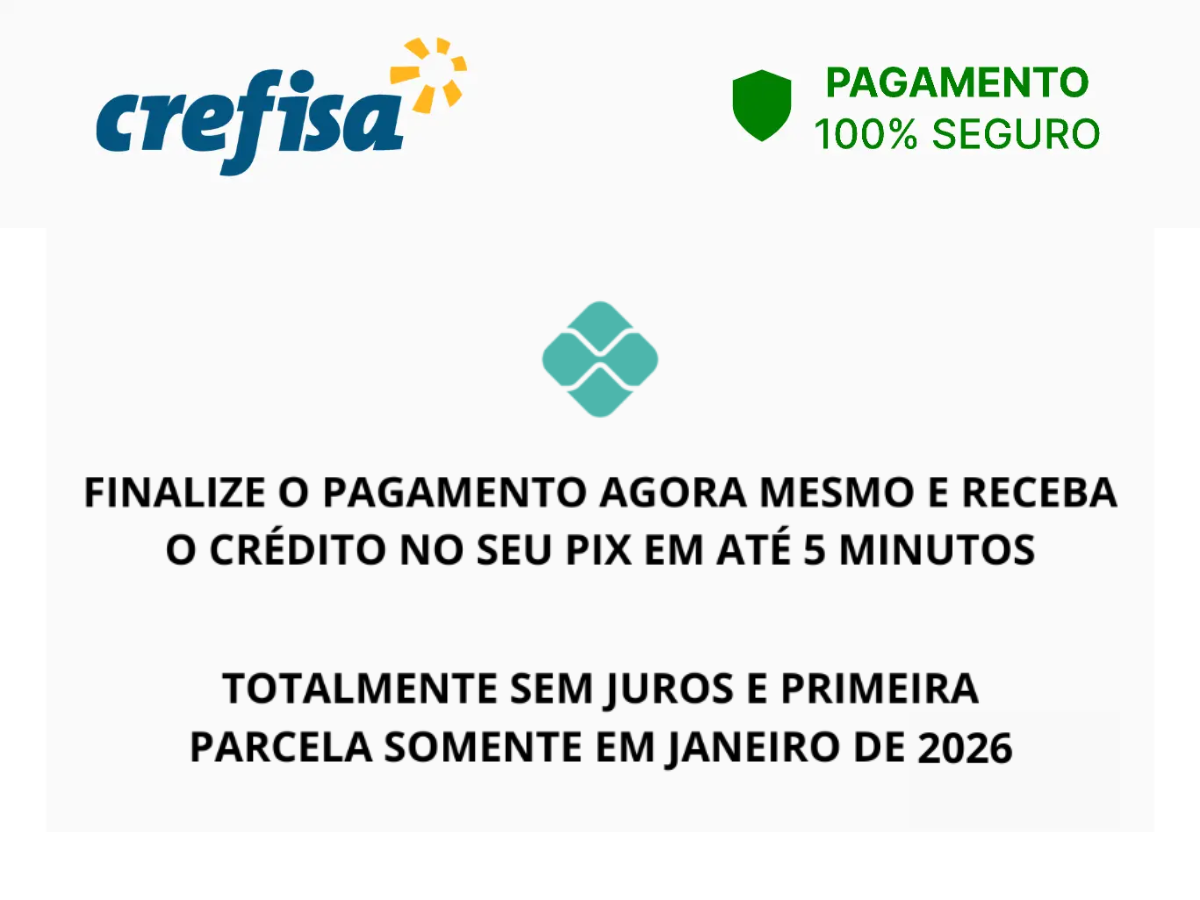 crefisa
PAGAMENTO
100% SEGURO
FINALIZE O PAGAMENTO AGORA MESMO E RECEBA
O CRÉDITO NO SEU PIX EM ATÉ 5 MINUTOS
TOTALMENTE SEM JUROS E PRIMEIRA
PARCELA SOMENTE EM JANEIRO DE 2026